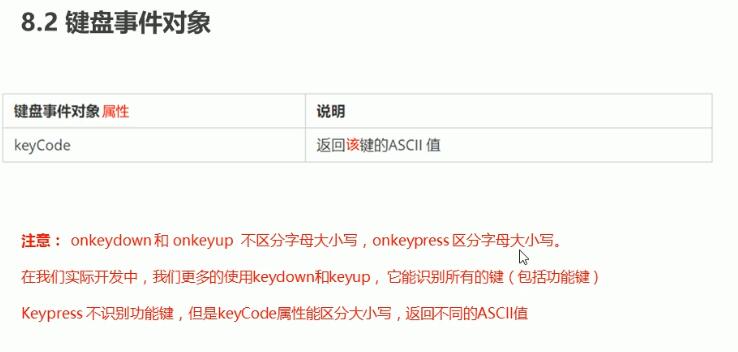 8.2 键盘事件对象
键盘事件对象 属性 说明
keyCode 返回该键的ASCII 值
注意： onkeydown 和 onkeyup 不区分字母大小写，onkeypress 区分字母大小写。
在我们实际开发中，我们更多的使用keydown和keyup， 它能识别所有的键（包括功能键）
Keypress 不识别功能键，但是keyCode属性能区分大小写，返回不同的ASCII值